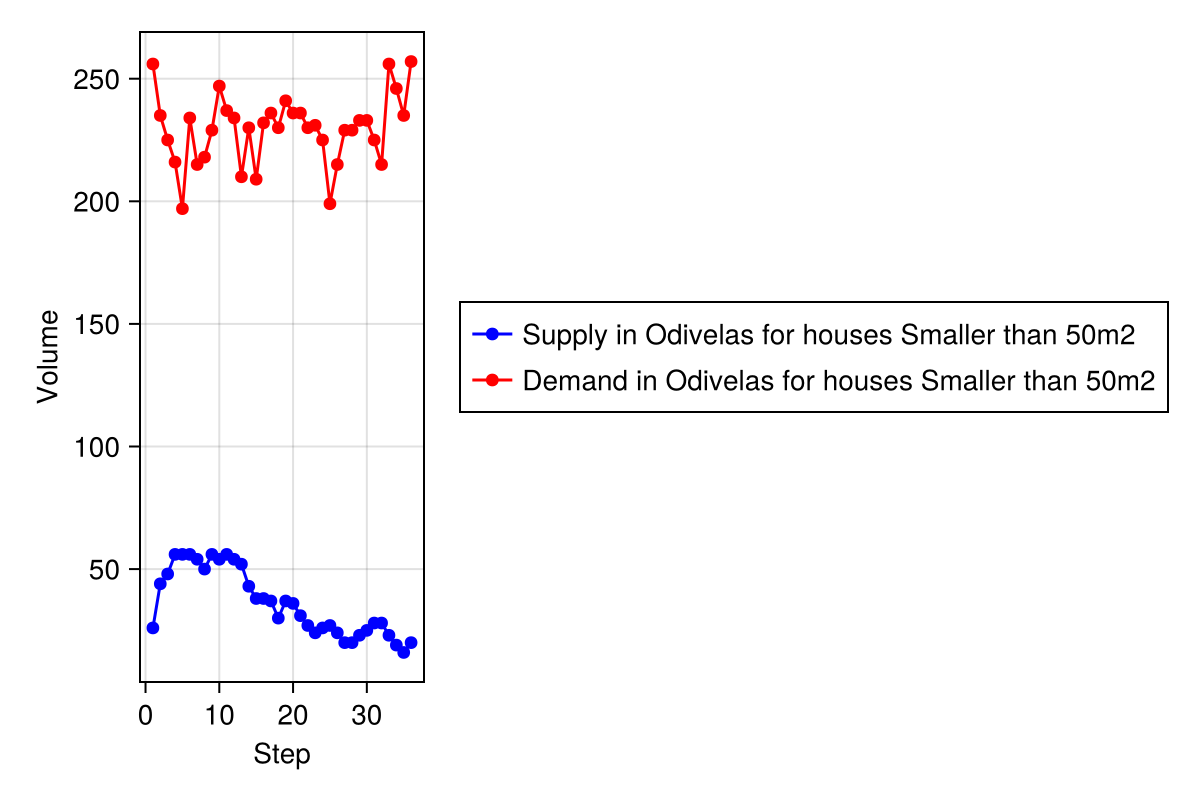 250
200
150
100
50
Volume
0 10 20 30
Step
Supply in Odivelas for houses Smaller than 50m2
Demand in Odivelas for houses Smaller than 50m2